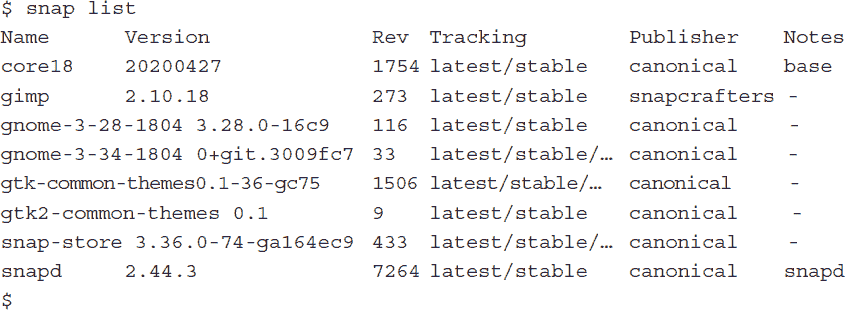 $ snap list
Name Version Rev Tracking Publisher Notes
core18 20200427 1754 latest/stable canonical base
gimp 2.10.18 273 latest/stable snapcrafters -
gnome-3-28-1804 3.28.0-16c9 116 latest/stable canonical -
gnome-3-34-1804 0+git.3009fc7 33 latest/stable/… canonical -
gtk-common-themes0.1-36-gc75 1506 latest/stable/… canonical -
gtk2-common-themes 0.1 9 latest/stable canonical -
snap-store 3.36.0-74-ga164ec9 433 latest/stable/… canonical -
snapd 2.44.3 7264 latest/stable canonical snapd
$